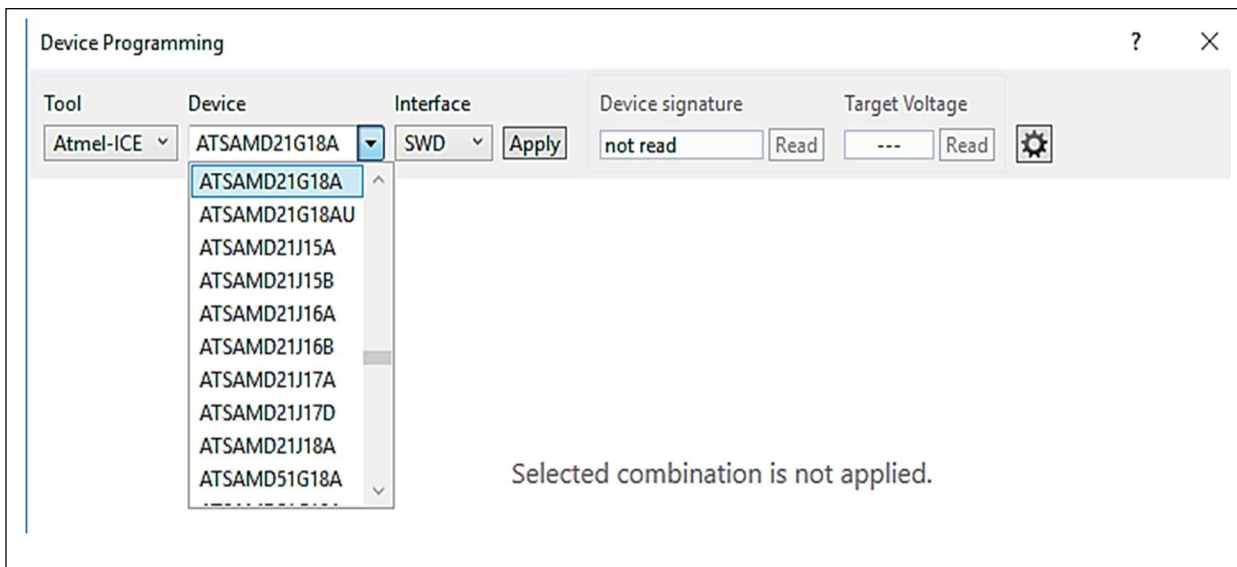 Device Programming ?
Tool Device Interface Device signature Target Voltage
Atmel-ICE ATSAMD21G18A SWD Apply not read Read --- Read
ATSAMD21G18A
ATSAMD21G18AU
ATSAMD21J15A
ATSAMD21J15B
ATSAMD21J16A
ATSAMD21J16B
ATSAMD21J17A
ATSAMD21J17D
ATSAMD21J18A
ATSAMD51G18A
Selected combination is not applied.